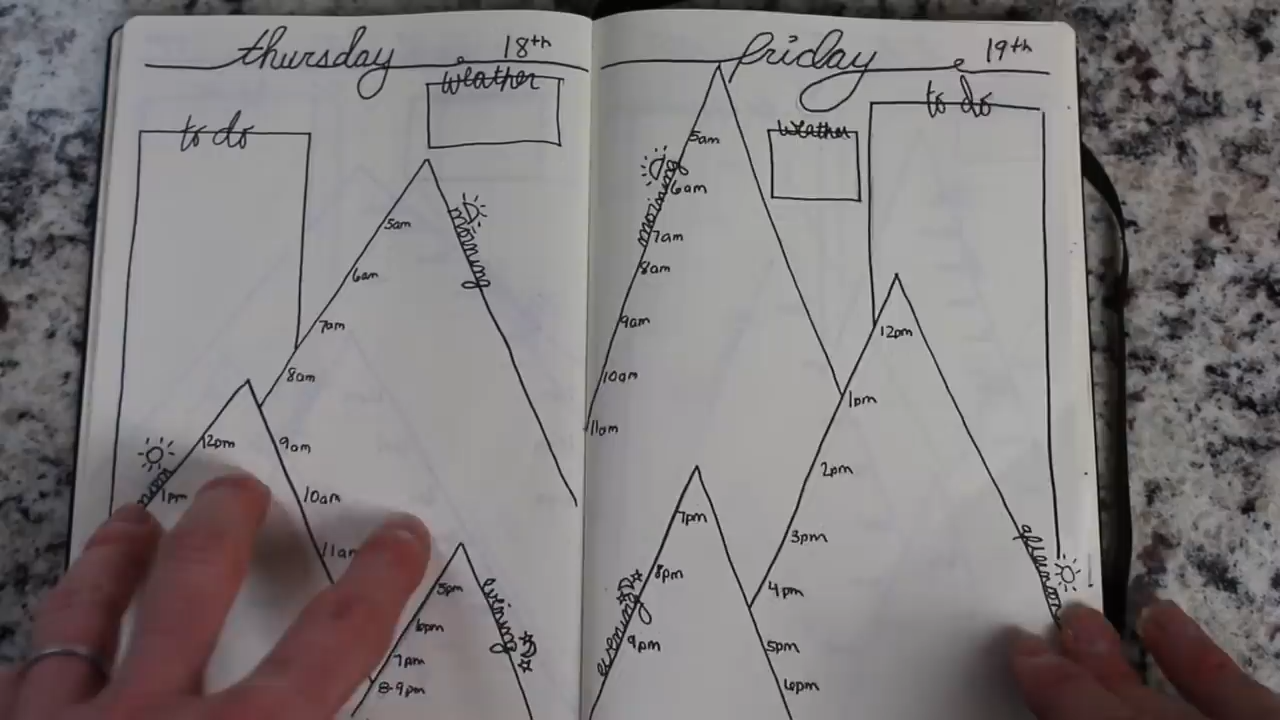 thursday 18th
weather
to do
morning
5am
6am
7am
8am
9am
10am
11am
12pm
1pm
evening
5pm
6pm
7pm
8-9pm
friday 19th
to do
weather
morning
5am
6am
7am
8am
9am
10am
11am
12pm
1pm
2pm
3pm
4pm
5pm
6pm
afternoon
evening
7pm
8pm
9pm